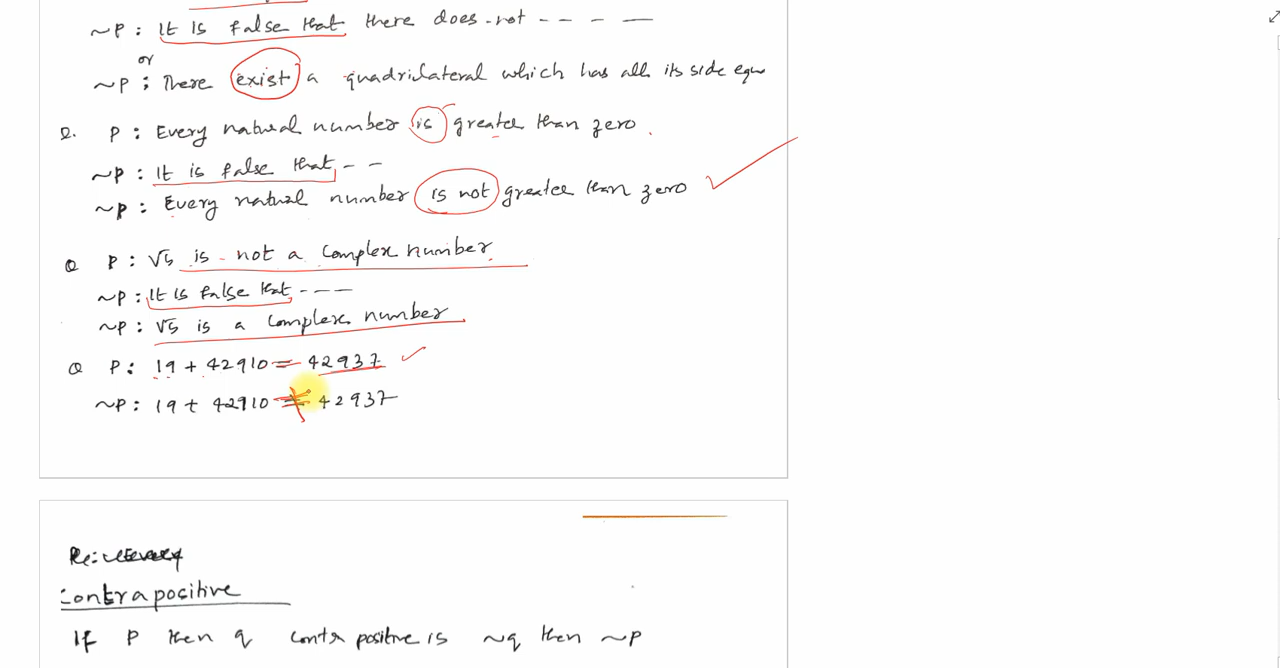 ~P : It is false that there does not - - - -
or
~P : There exist a quadrilateral which has all its side equ
2. P : Every natural number is greater than zero.
~P : It is false that - -
~P : Every natural number is not greater than zero
Q P : √5 is not a complex number.
~P : It is false that - - -
~P : √5 is a complex number
Q P : 19 + 42910 = 42937
~P : 19 + 42910 ≠ 42937
Contrapositive
If P then q contra positive is ~q then ~P